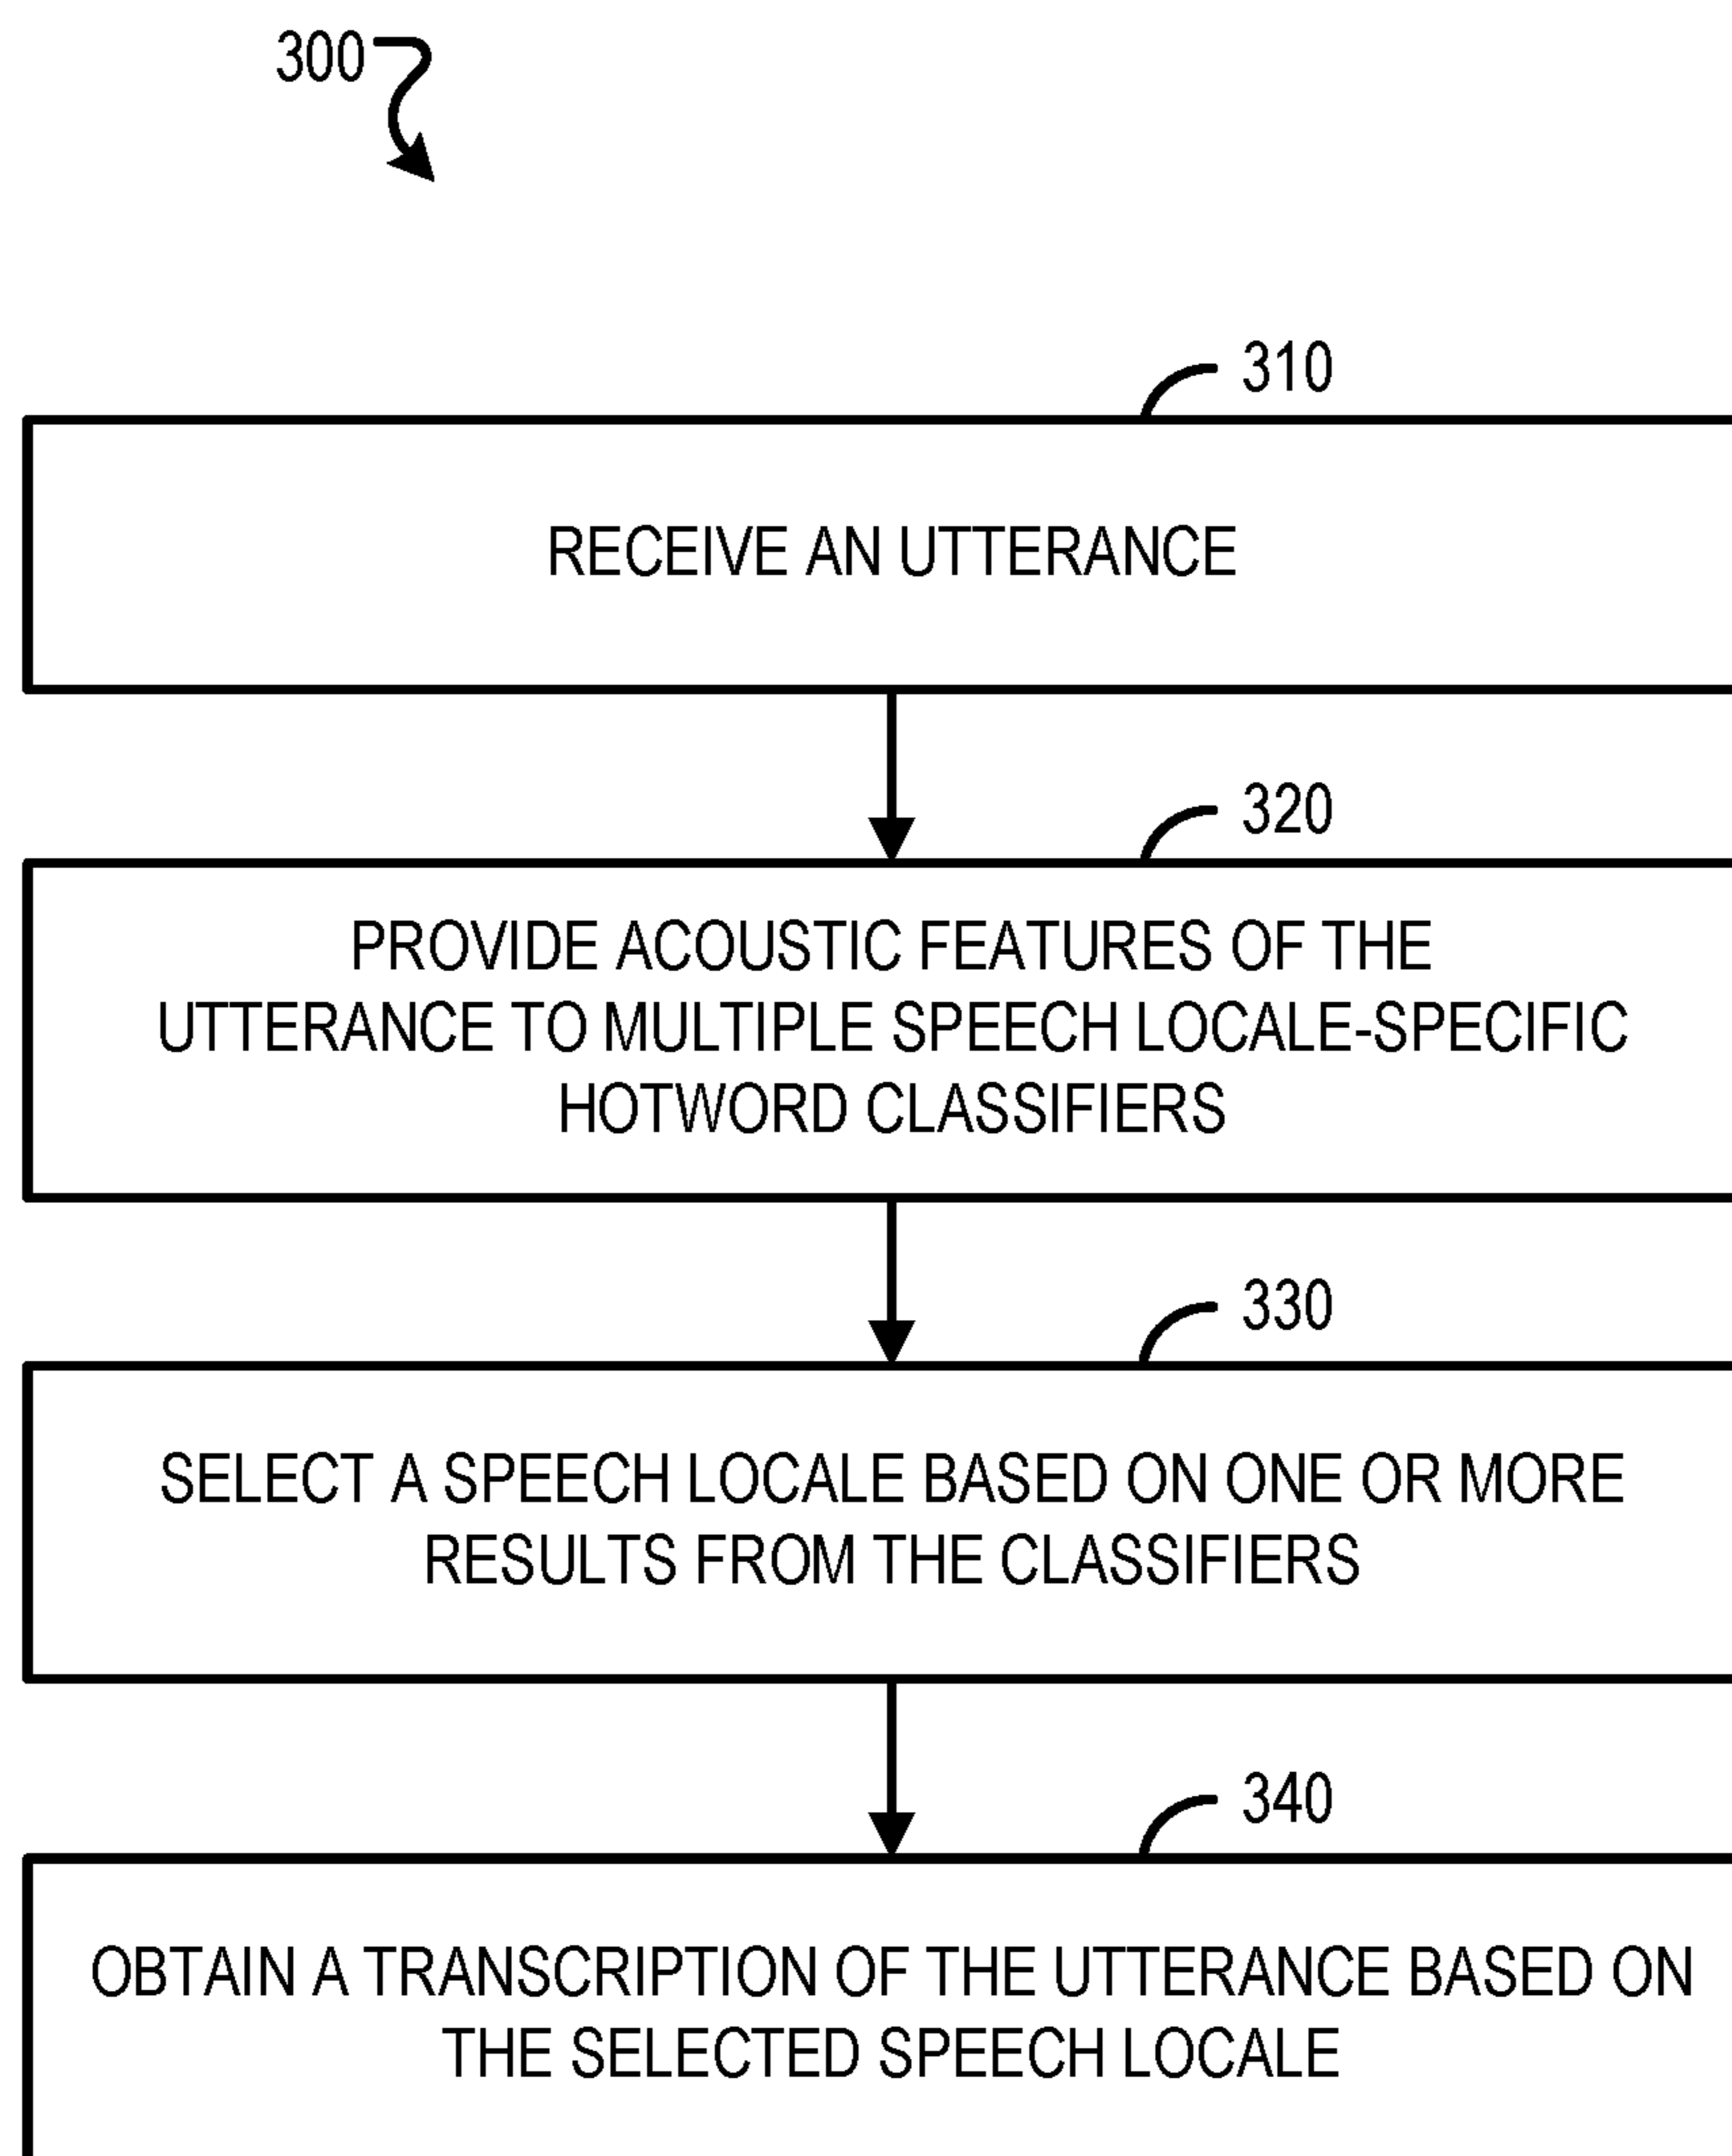 300
310
RECEIVE AN UTTERANCE
320
PROVIDE ACOUSTIC FEATURES OF THE
UTTERANCE TO MULTIPLE SPEECH LOCALE-SPECIFIC
HOTWORD CLASSIFIERS
330
SELECT A SPEECH LOCALE BASED ON ONE OR MORE
RESULTS FROM THE CLASSIFIERS
340
OBTAIN A TRANSCRIPTION OF THE UTTERANCE BASED ON
THE SELECTED SPEECH LOCALE